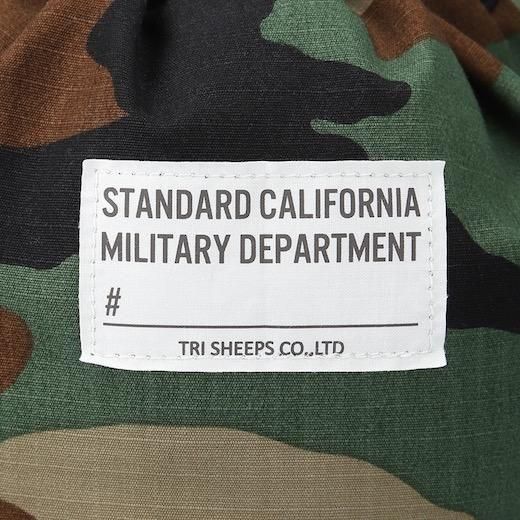 STANDARD CALIFORNIA
MILITARY DEPARTMENT
#
TRI SHEEPS CO.,LTD